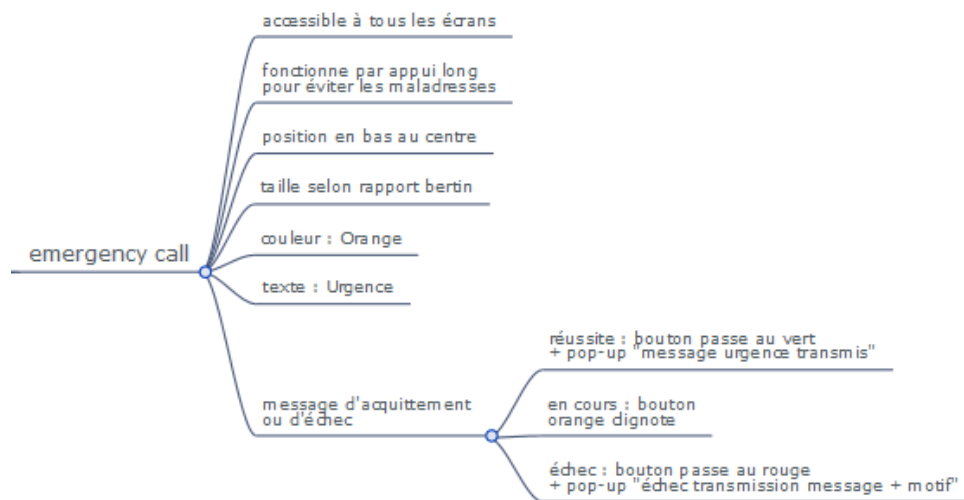 accessible à tous les écrans
fonctionne par appui long
pour éviter les maladresses
position en bas au centre
taille selon rapport bertin
couleur : Orange
emergency call
texte : Urgence
message d'acquittement
ou d'échec
réussite : bouton passe au vert
+ pop-up "message urgence transmis"
en cours : bouton
orange clignote
échec : bouton passe au rouge
+ pop-up "échec transmission message + motif"